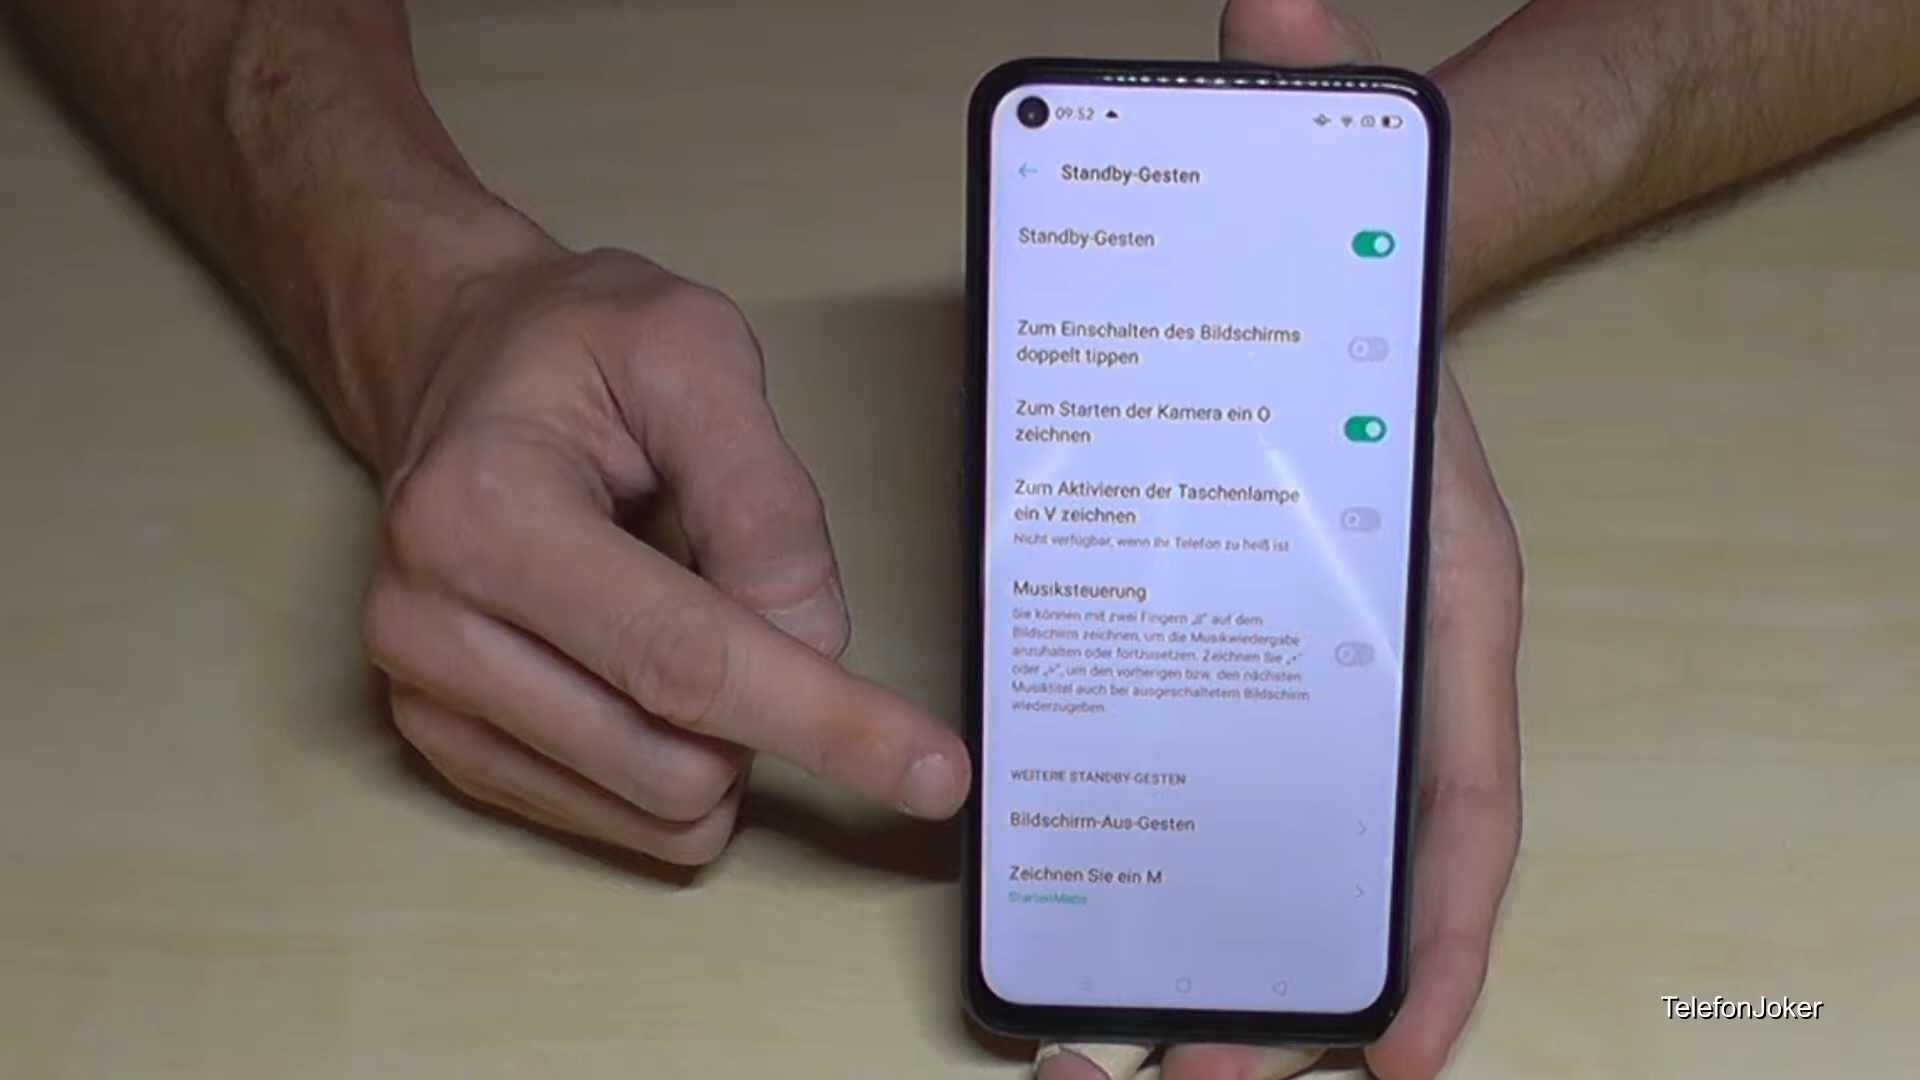 09:52
Standby-Gesten
Standby-Gesten
Zum Einschalten des Bildschirms
doppelt tippen
Zum Starten der Kamera ein O
zeichnen
Zum Aktivieren der Taschenlampe
ein V zeichnen
Nicht verfügbar, wenn Ihr Telefon zu heiß ist
Musiksteuerung
Sie können mit zwei Fingern „||“ auf dem
Bildschirm zeichnen, um die Musikwiedergabe
anzuhalten oder fortzusetzen. Zeichnen Sie „<“
oder „>“, um den vorherigen bzw. den nächsten
Musiktitel auch bei ausgeschaltetem Bildschirm
wiederzugeben.
WEITERE STANDBY-GESTEN
Bildschirm-Aus-Gesten
Zeichnen Sie ein M
StartenMaps
TelefonJoker